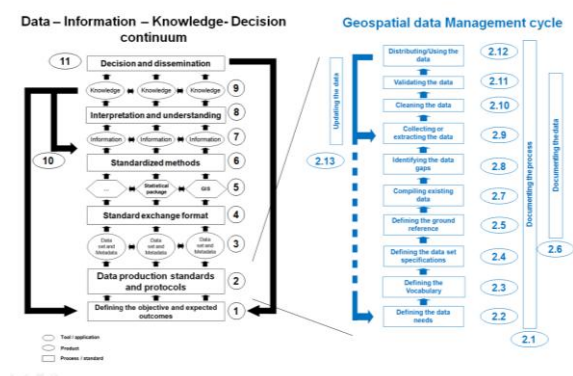 Data – Information – Knowledge- Decision
continuum
Geospatial data Management cycle
11
Decision and dissemination
Knowledge
Knowledge
Knowledge
9
Interpretation and understanding
8
Information
Information
Information
7
10
Standardized methods
6
...
Statistical
package
GIS
5
Standard exchange format
4
Data
set and
Metadata
Data
set and
Metadata
Data
set and
Metadata
3
Data production standards
and protocols
2
Defining the objective and expected
outcomes
1
Tool / application
Product
Process / standard
Updating the data
2.13
Distributing/Using the
data
2.12
Validating the data
2.11
Cleaning the data
2.10
Collecting or
extracting the data
2.9
Identifying the data
gaps
2.8
Compiling existing
data
2.7
Defining the ground
reference
2.5
Defining the data set
specifications
2.4
Defining the
Vocabulary
2.3
Defining the data
needs
2.2
Documenting the process
2.1
Documenting the data
2.6